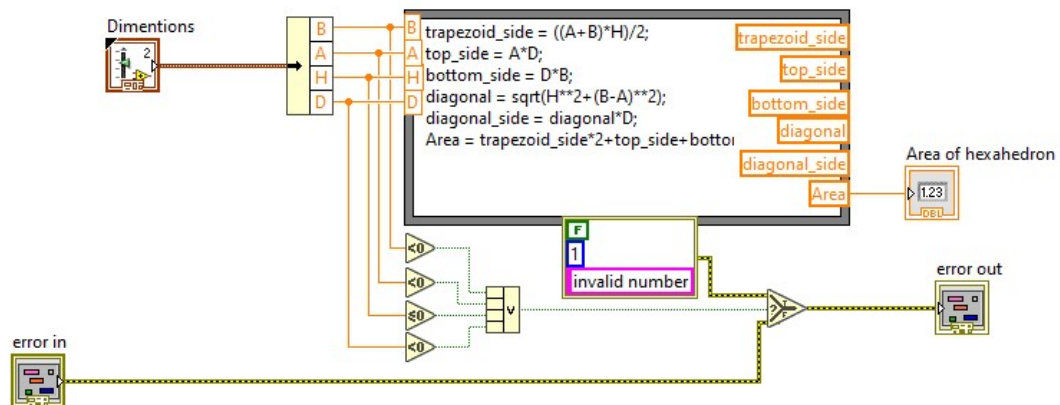 Dimentions
2
B
A
H
D
B
A
H
D
trapezoid_side = ((A+B)*H)/2;
top_side = A*D;
bottom_side = D*B;
diagonal = sqrt(H**2+(B-A)**2);
diagonal_side = diagonal*D;
Area = trapezoid_side*2+top_side+botto
trapezoid_side
top_side
bottom_side
diagonal
diagonal_side
Area
Area of hexahedron
1.23
DBL
F
1
invalid number
<0
<0
≤0
<0
V
?
T
F
error out
error in